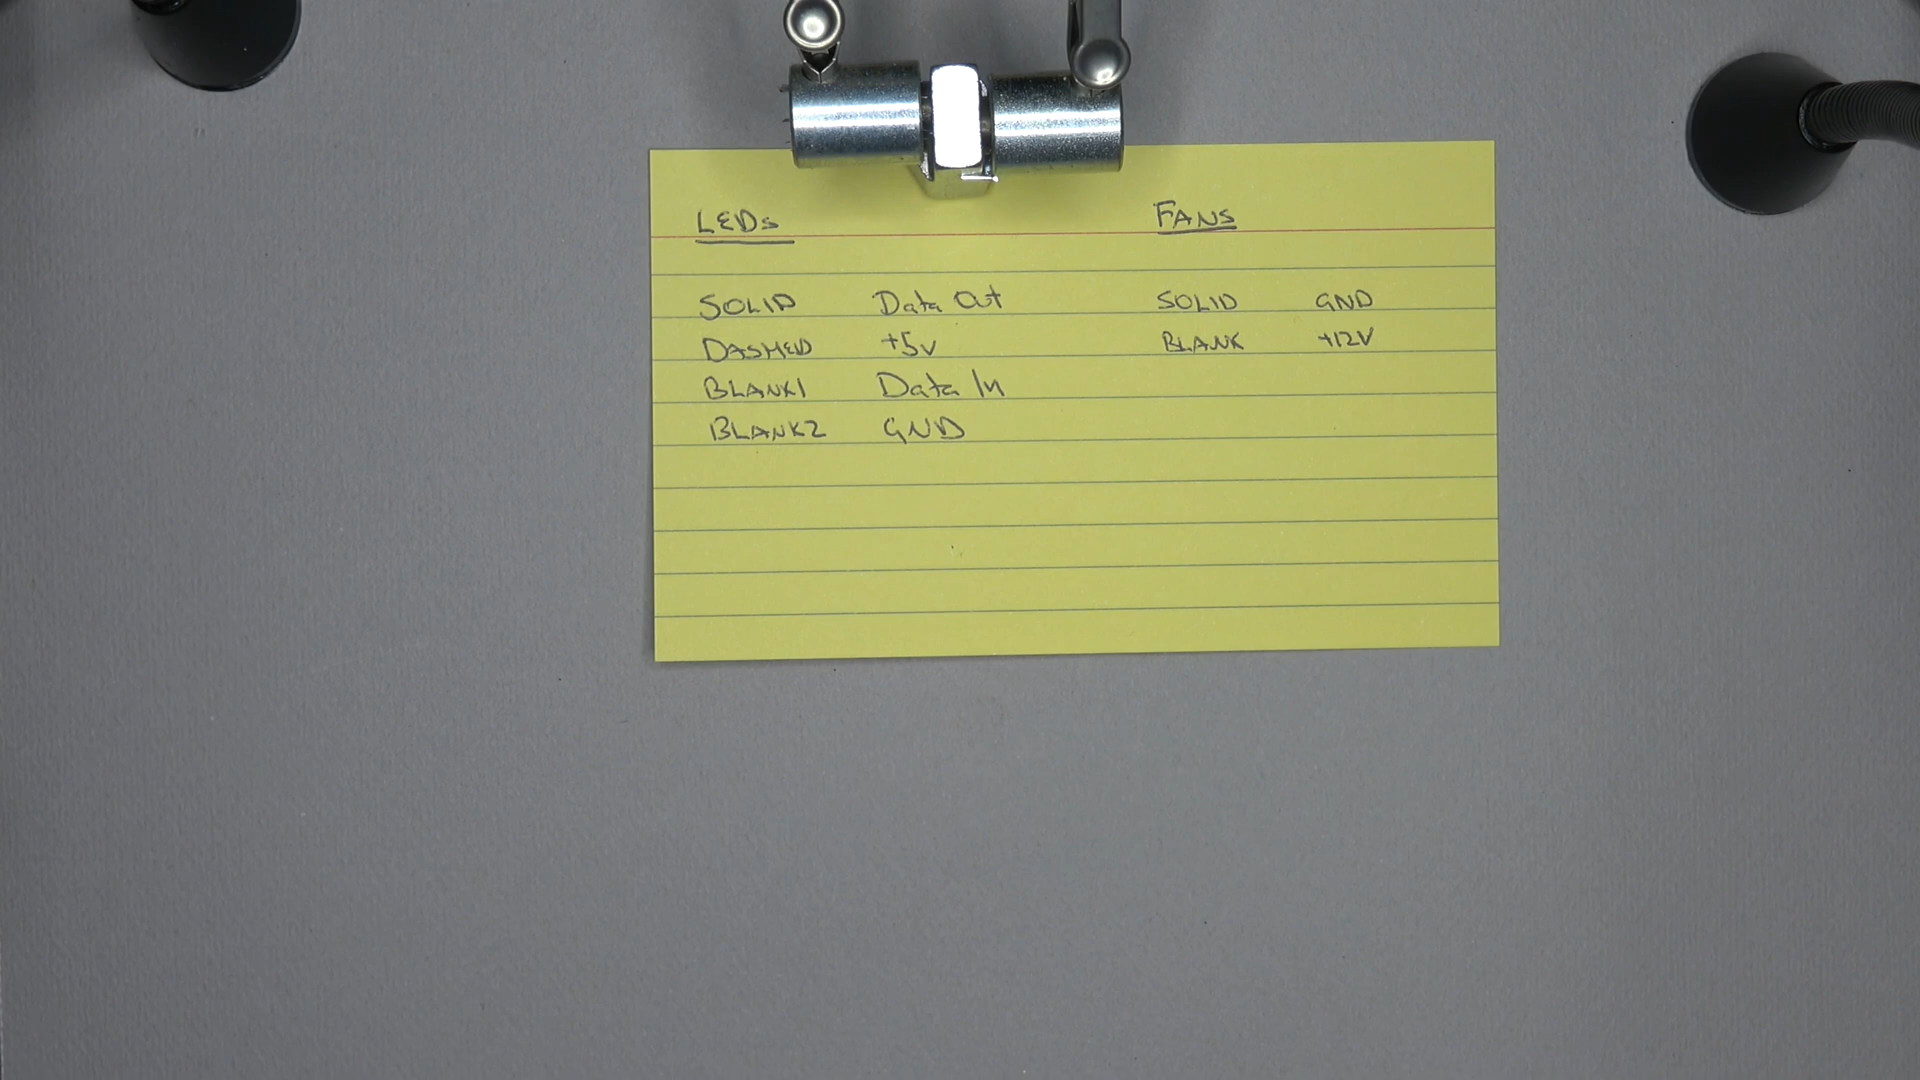 LEDs FANS
SOLID Data Out SOLID GND
DASHED +5v BLANK +12V
BLANK1 Data In
BLANK2 GND